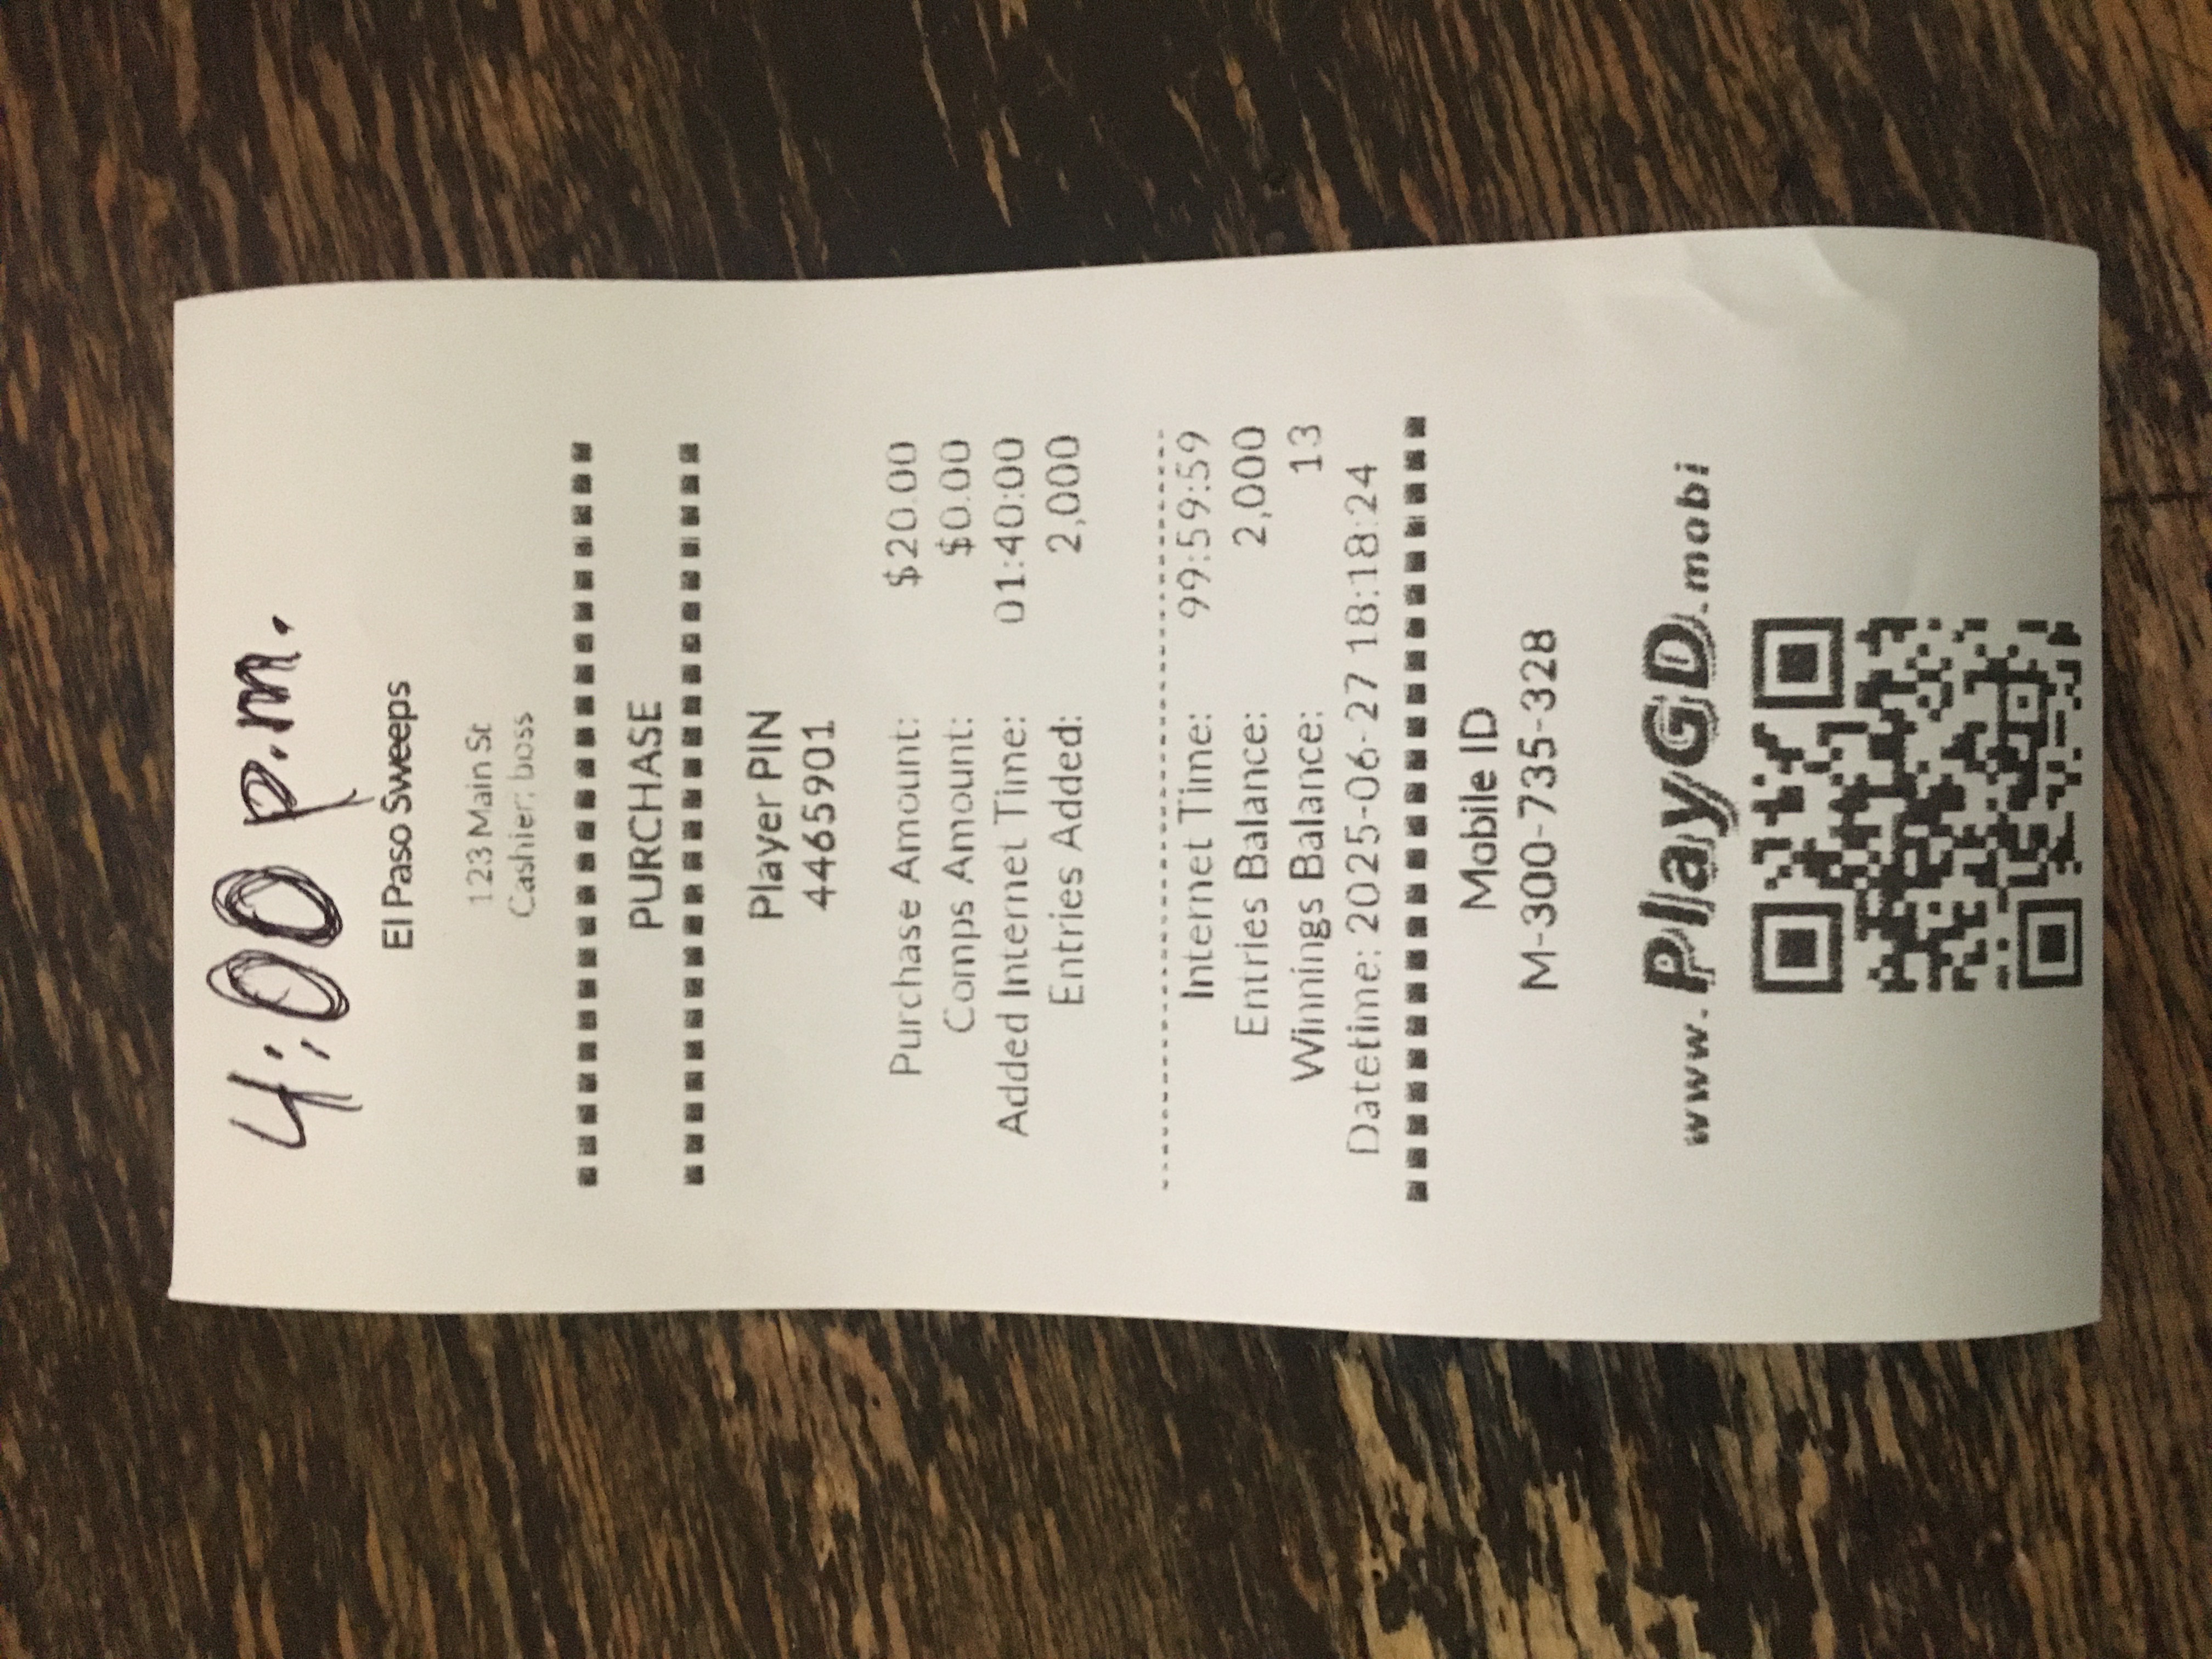 4:00 p.m.
El Paso Sweeps
123 Main St
Cashier: boss
PURCHASE
Player PIN
4465901
Purchase Amount: $20.00
Comps Amount: $0.00
Added Internet Time: 01:40:00
Entries Added: 2,000
Internet Time: 99:59:59
Entries Balance: 2,000
Winnings Balance: 13
Datetime: 2025-06-27 18:18:24
Mobile ID
M-300-735-328
www.PlayGD.mobi